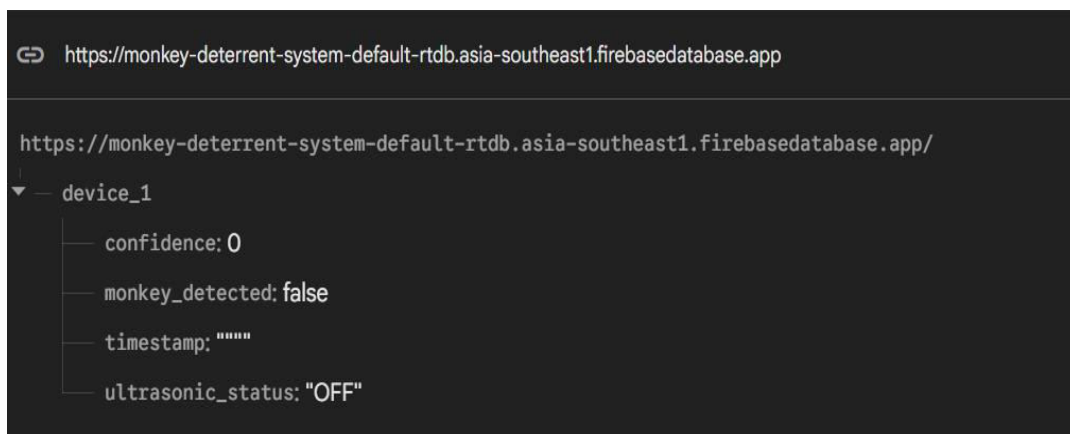 https://monkey-deterrent-system-default-rtdb.asia-southeast1.firebasedatabase.app
https://monkey-deterrent-system-default-rtdb.asia-southeast1.firebasedatabase.app/
device_1
confidence: 0
monkey_detected: false
timestamp: """"
ultrasonic_status: "OFF"